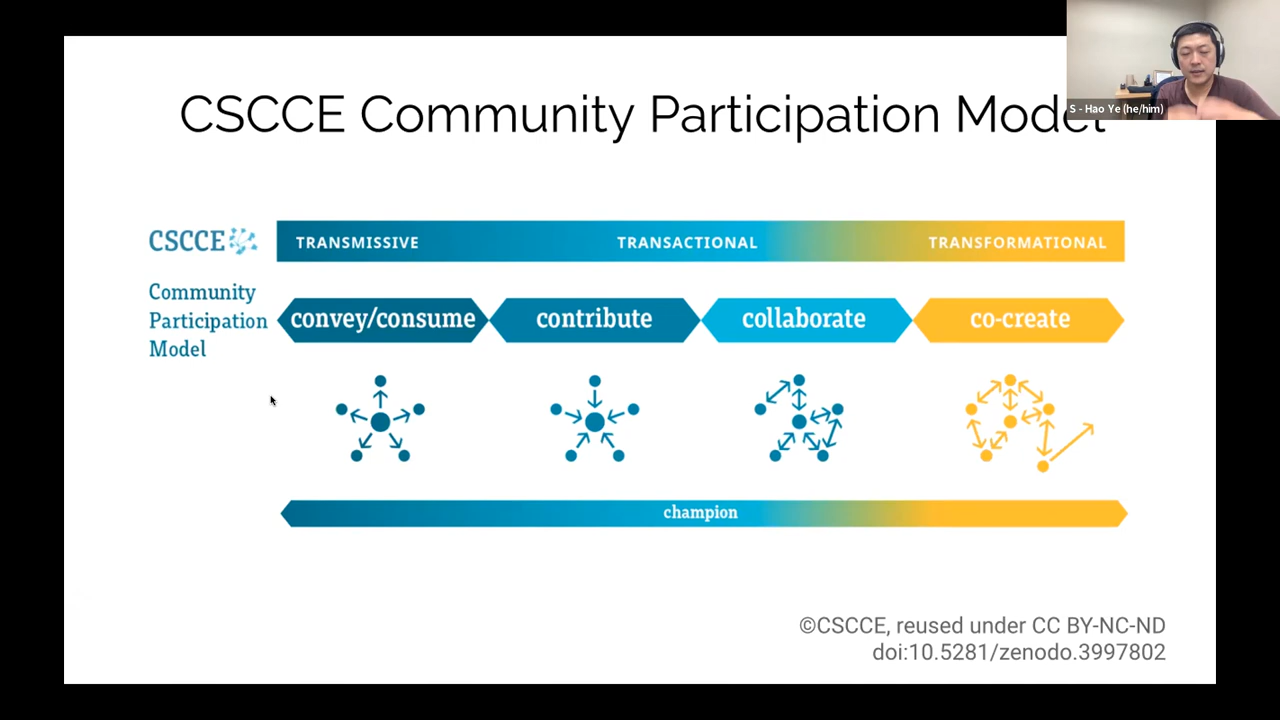 CSCCE Community Participation Model
S - Hao Ye (he/him)
CSCCE
TRANSMISSIVE
TRANSACTIONAL
TRANSFORMATIONAL
Community
Participation
Model
convey/consume
contribute
collaborate
co-create
champion
©CSCCE, reused under CC BY-NC-ND
doi:10.5281/zenodo.3997802